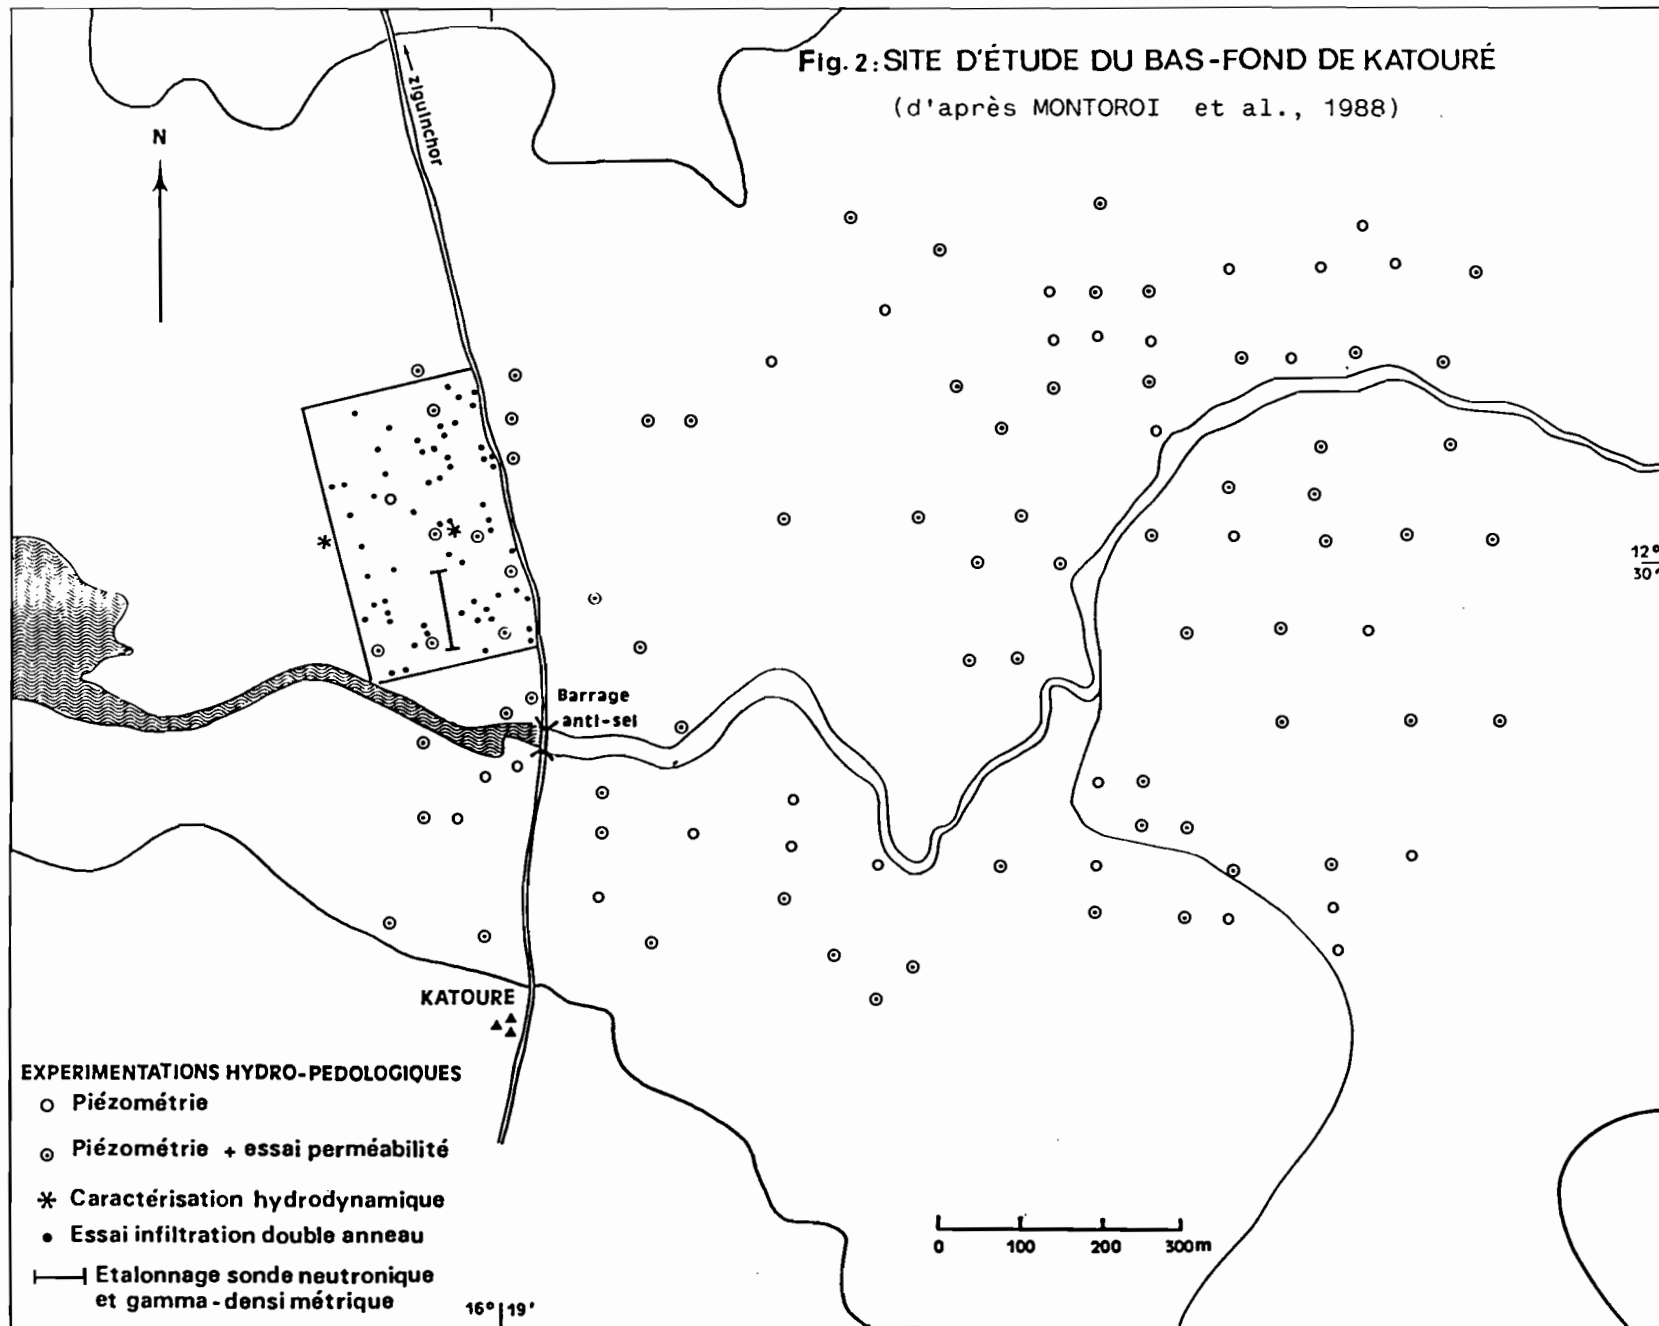 Fig. 2: SITE D'ÉTUDE DU BAS-FOND DE KATOURÉ
(d'après MONTOROI et al., 1988)
ziguinchor
N
12°
30'
Barrage
anti-sel
KATOURE
EXPERIMENTATIONS HYDRO-PEDOLOGIQUES
Piézométrie
Piézométrie + essai perméabilité
Caractérisation hydrodynamique
Essai infiltration double anneau
Etalonnage sonde neutronique
et gamma-densimétrique
0 100 200 300m
16° 19'